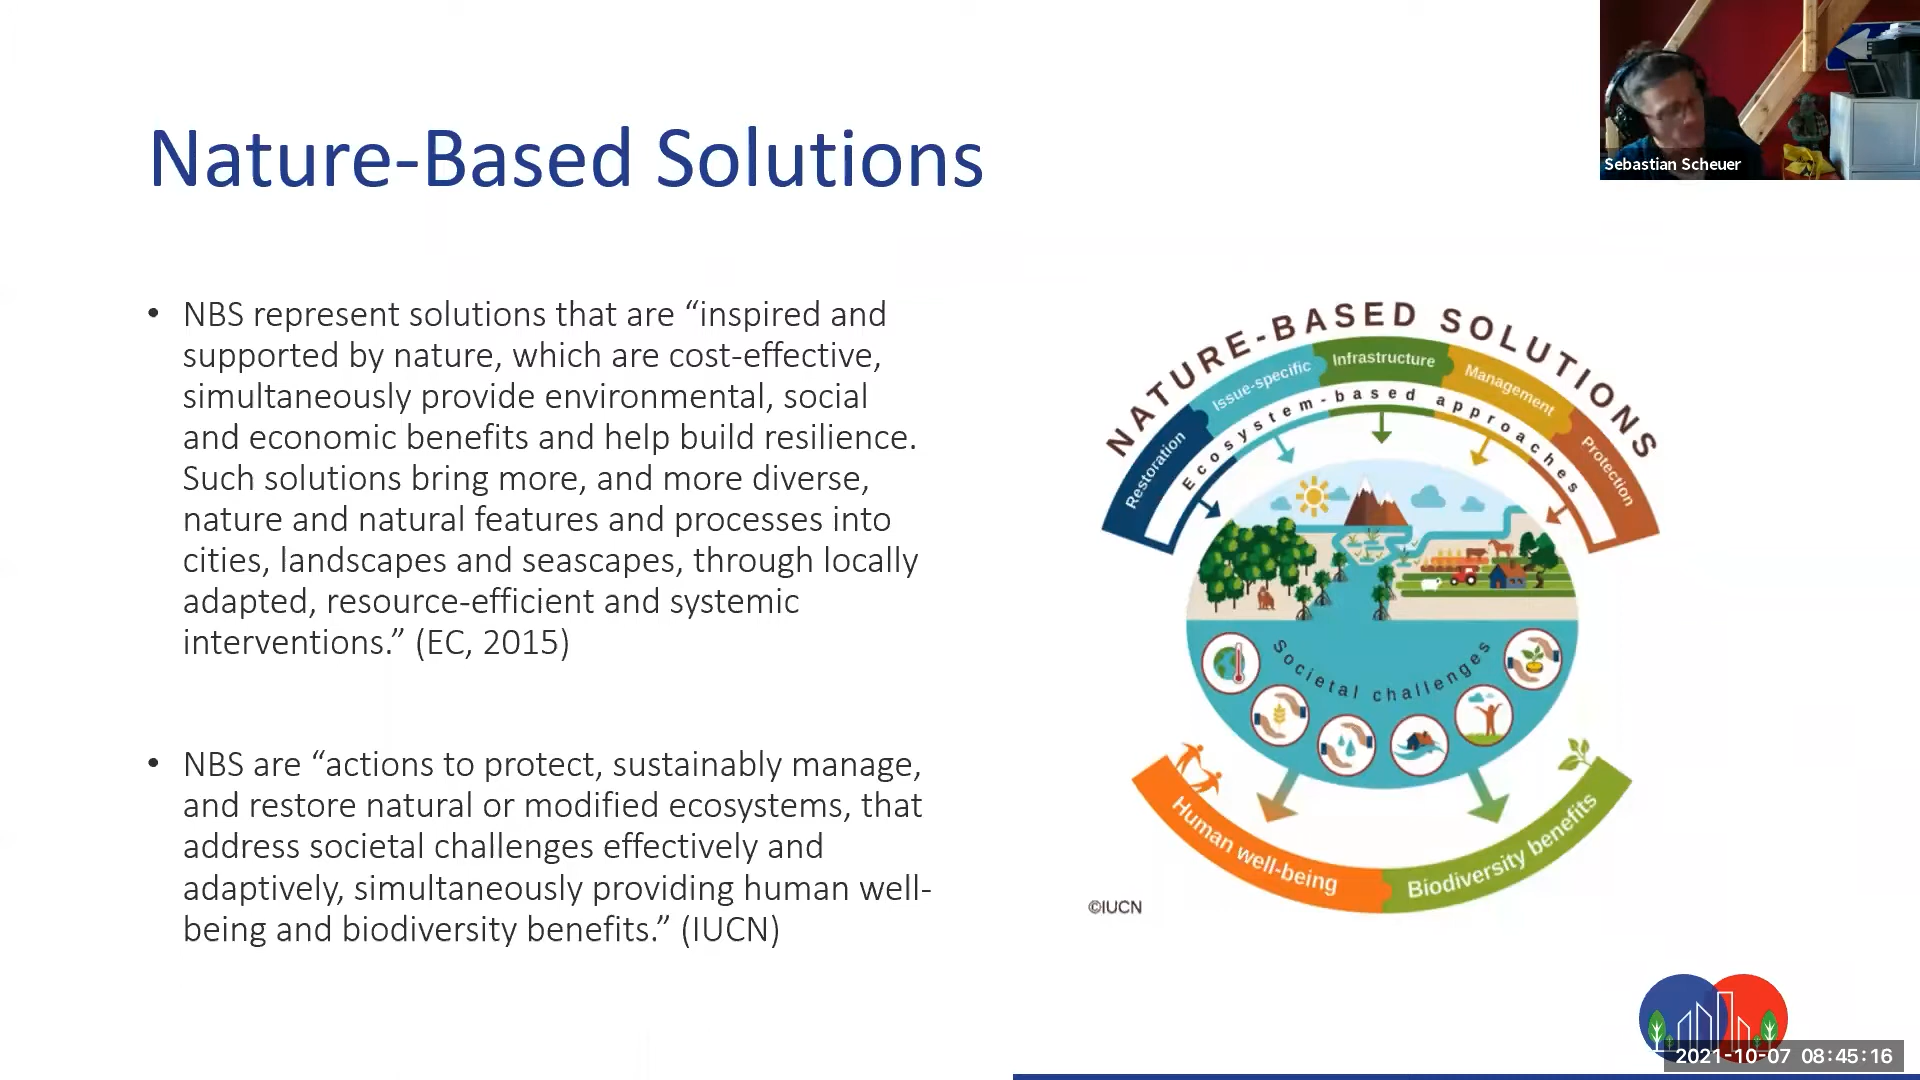 Sebastian Scheuer
Nature-Based Solutions
• NBS represent solutions that are “inspired and
supported by nature, which are cost-effective,
simultaneously provide environmental, social
and economic benefits and help build resilience.
Such solutions bring more, and more diverse,
nature and natural features and processes into
cities, landscapes and seascapes, through locally
adapted, resource-efficient and systemic
interventions.” (EC, 2015)
• NBS are “actions to protect, sustainably manage,
and restore natural or modified ecosystems, that
address societal challenges effectively and
adaptively, simultaneously providing human well-
being and biodiversity benefits.” (IUCN)
NATURE-BASED SOLUTIONS
Restoration
Issue-specific
Infrastructure
Management
Protection
Ecosystem-based approaches
Societal challenges
Human well-being
Biodiversity benefits
©IUCN
2021-10-07 08:45:16